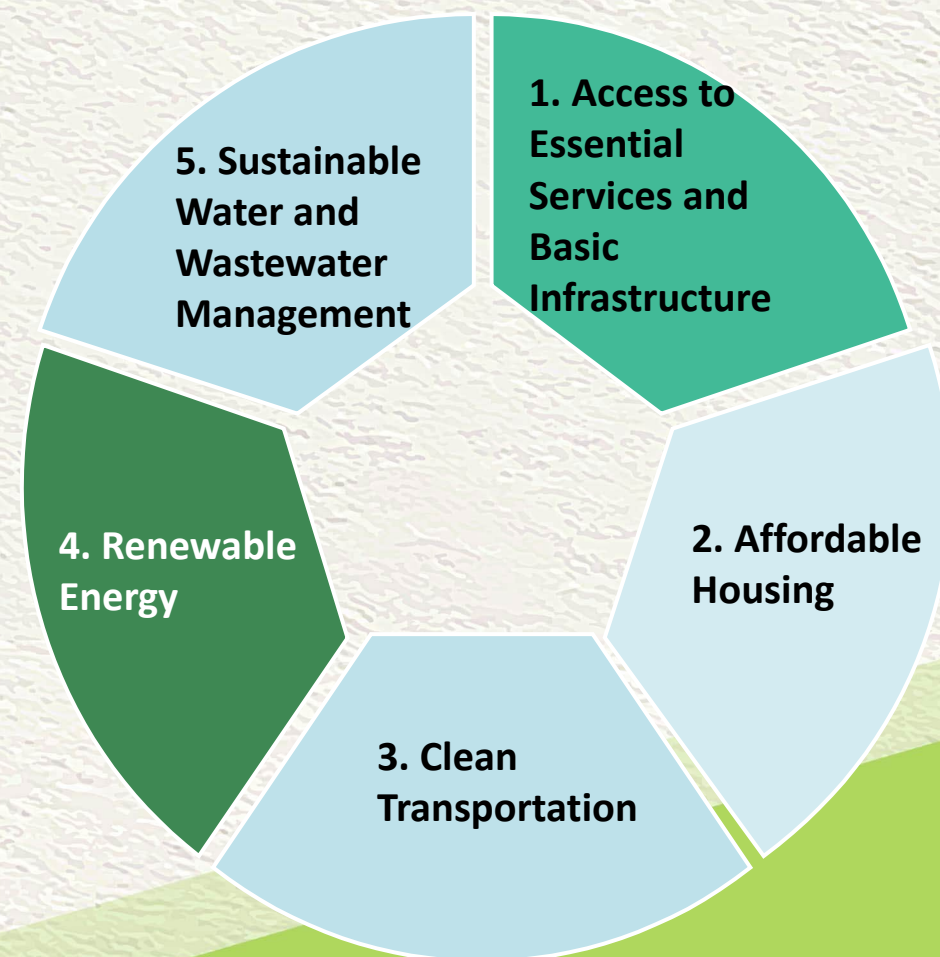 1. Access to
Essential
Services and
Basic
Infrastructure
2. Affordable
Housing
3. Clean
Transportation
4. Renewable
Energy
5. Sustainable
Water and
Wastewater
Management